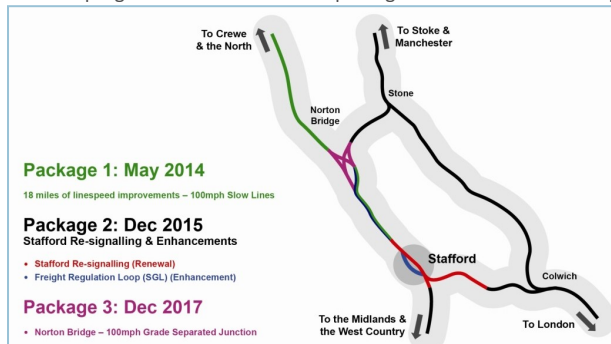 To Crewe
& the North
To Stoke &
Manchester
Stone
Norton
Bridge
Package 1: May 2014
18 miles of linespeed improvements – 100mph Slow Lines
Package 2: Dec 2015
Stafford Re-signalling & Enhancements
• Stafford Re-signalling (Renewal)
• Freight Regulation Loop (SGL) (Enhancement)
Package 3: Dec 2017
• Norton Bridge – 100mph Grade Separated Junction
Stafford
Colwich
To the Midlands &
the West Country
To London